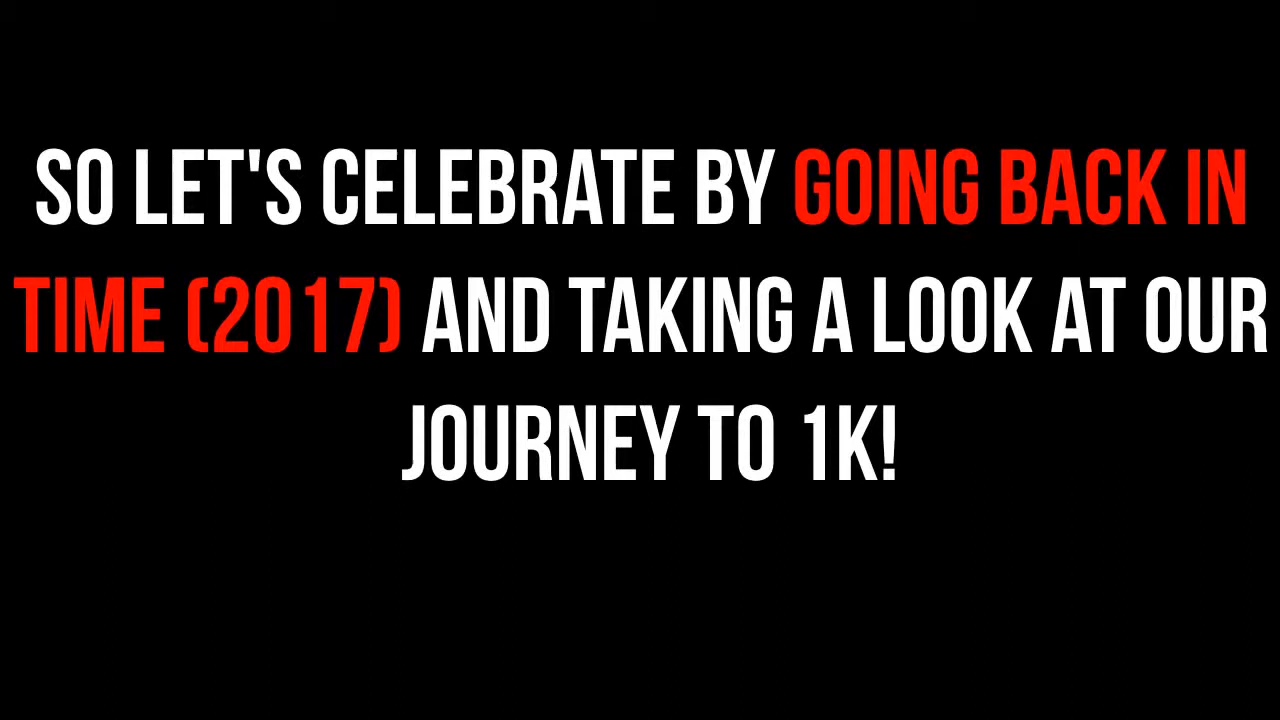 SO LET'S CELEBRATE BY GOING BACK IN
TIME (2017) AND TAKING A LOOK AT OUR
JOURNEY TO 1K!